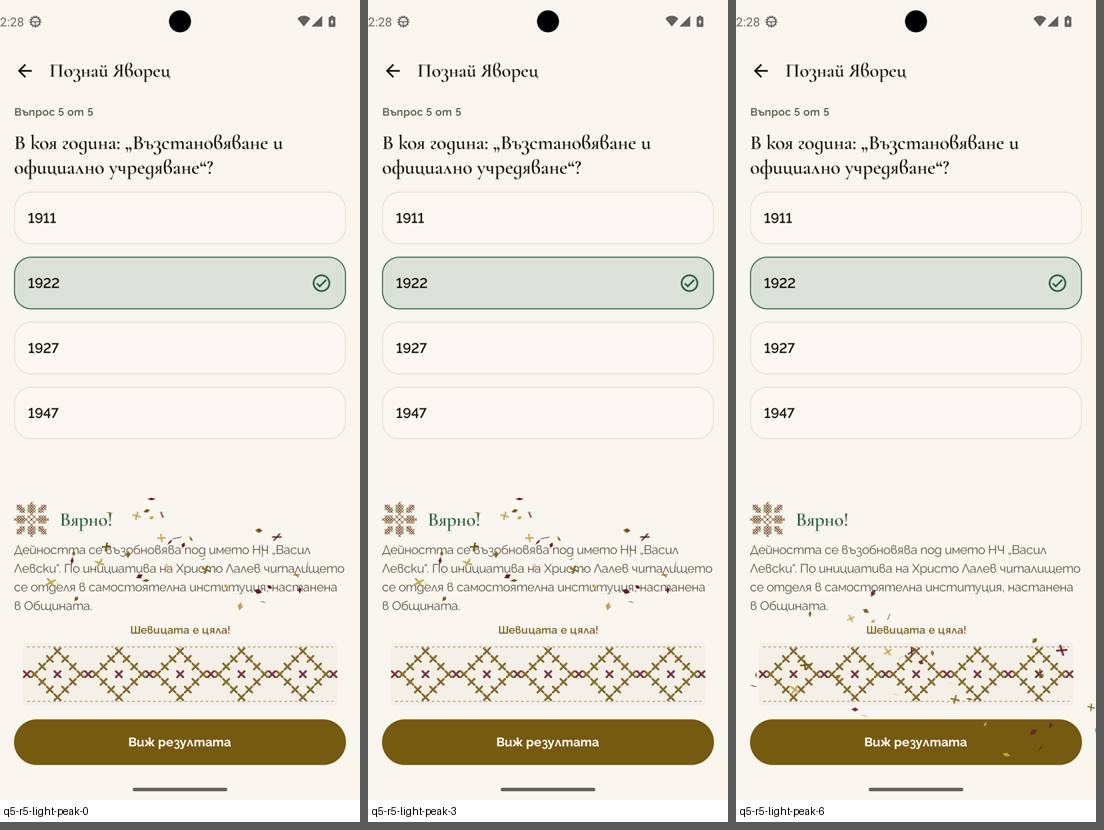 2:28
Познай Яворец
Въпрос 5 от 5
В коя година: „Възстановяване и
официално учредяване“?
1911
1922
1927
1947
Вярно!
Дейността се възобновява под името НЧ „Васил
Левски“. По инициатива на Христо Лалев читалището
се отделя в самостоятелна институция, настанена
в Общината.
Шевицата е цяла!
Виж резултата
q5-r5-light-peak-0
2:28
Познай Яворец
Въпрос 5 от 5
В коя година: „Възстановяване и
официално учредяване“?
1911
1922
1927
1947
Вярно!
Дейността се възобновява под името НЧ „Васил
Левски“. По инициатива на Христо Лалев читалището
се отделя в самостоятелна институция, настанена
в Общината.
Шевицата е цяла!
Виж резултата
q5-r5-light-peak-3
2:28
Познай Яворец
Въпрос 5 от 5
В коя година: „Възстановяване и
официално учредяване“?
1911
1922
1927
1947
Вярно!
Дейността се възобновява под името НЧ „Васил
Левски“. По инициатива на Христо Лалев читалището
се отделя в самостоятелна институция, настанена
в Общината.
Шевицата е цяла!
Виж резултата
q5-r5-light-peak-6